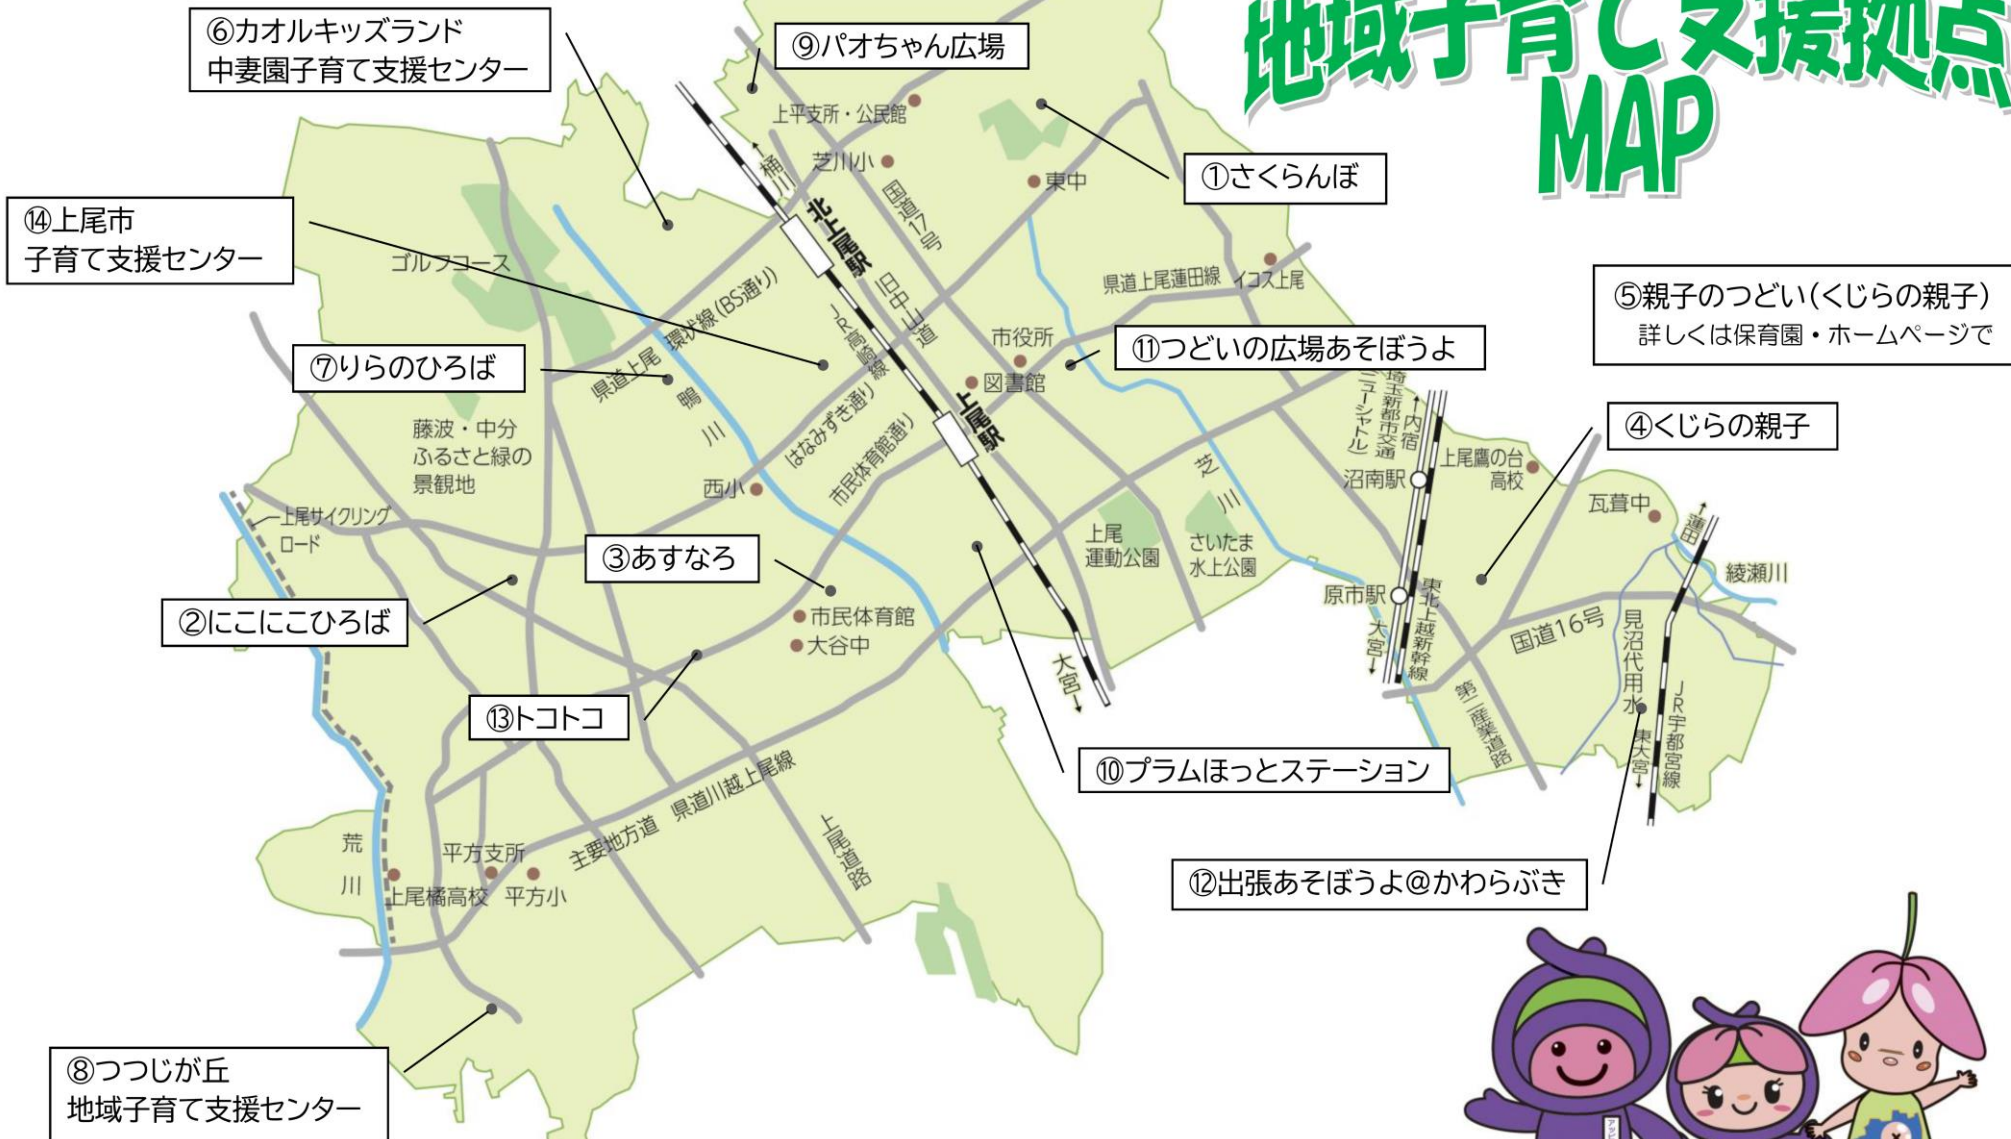 地域子育て支援拠点
MAP
⑥カオルキッズランド
中妻園子育て支援センター
⑨パオちゃん広場
上平支所・公民館
芝川小
東中
①さくらんぼ
←桶川
北上尾駅
国道17号
⑭上尾市
子育て支援センター
ゴルフコース
県道上尾 環状線(BS通り)
JR高崎線
旧中山道
県道上尾蓮田線
イコス上尾
⑤親子のつどい(くじらの親子)
詳しくは保育園・ホームページで
⑦りらのひろば
市役所
図書館
⑪つどいの広場あそぼうよ
④くじらの親子
鴨川
はなみずき通り
市民体育館通り
上尾駅
藤波・中分
ふるさと緑の
景観地
西小
芝川
←内宿
埼玉新都市交通
(ニューシャトル)
沼南駅
上尾鷹の台
高校
瓦葺中
←蓮田
綾瀬川
上尾サイクリング
ロード
③あすなろ
上尾
運動公園
さいたま
水上公園
原市駅
大宮→
東北上越新幹線
国道16号
見沼代用水
②にこにこひろば
市民体育館
大谷中
大宮→
⑬トコトコ
第二産業道路
JR宇都宮線
東大宮→
⑩プラムほっとステーション
主要地方道 県道川越上尾線
上尾道路
荒川
平方支所
上尾橘高校
平方小
⑫出張あそぼうよ@かわらぶき
⑧つつじが丘
地域子育て支援センター